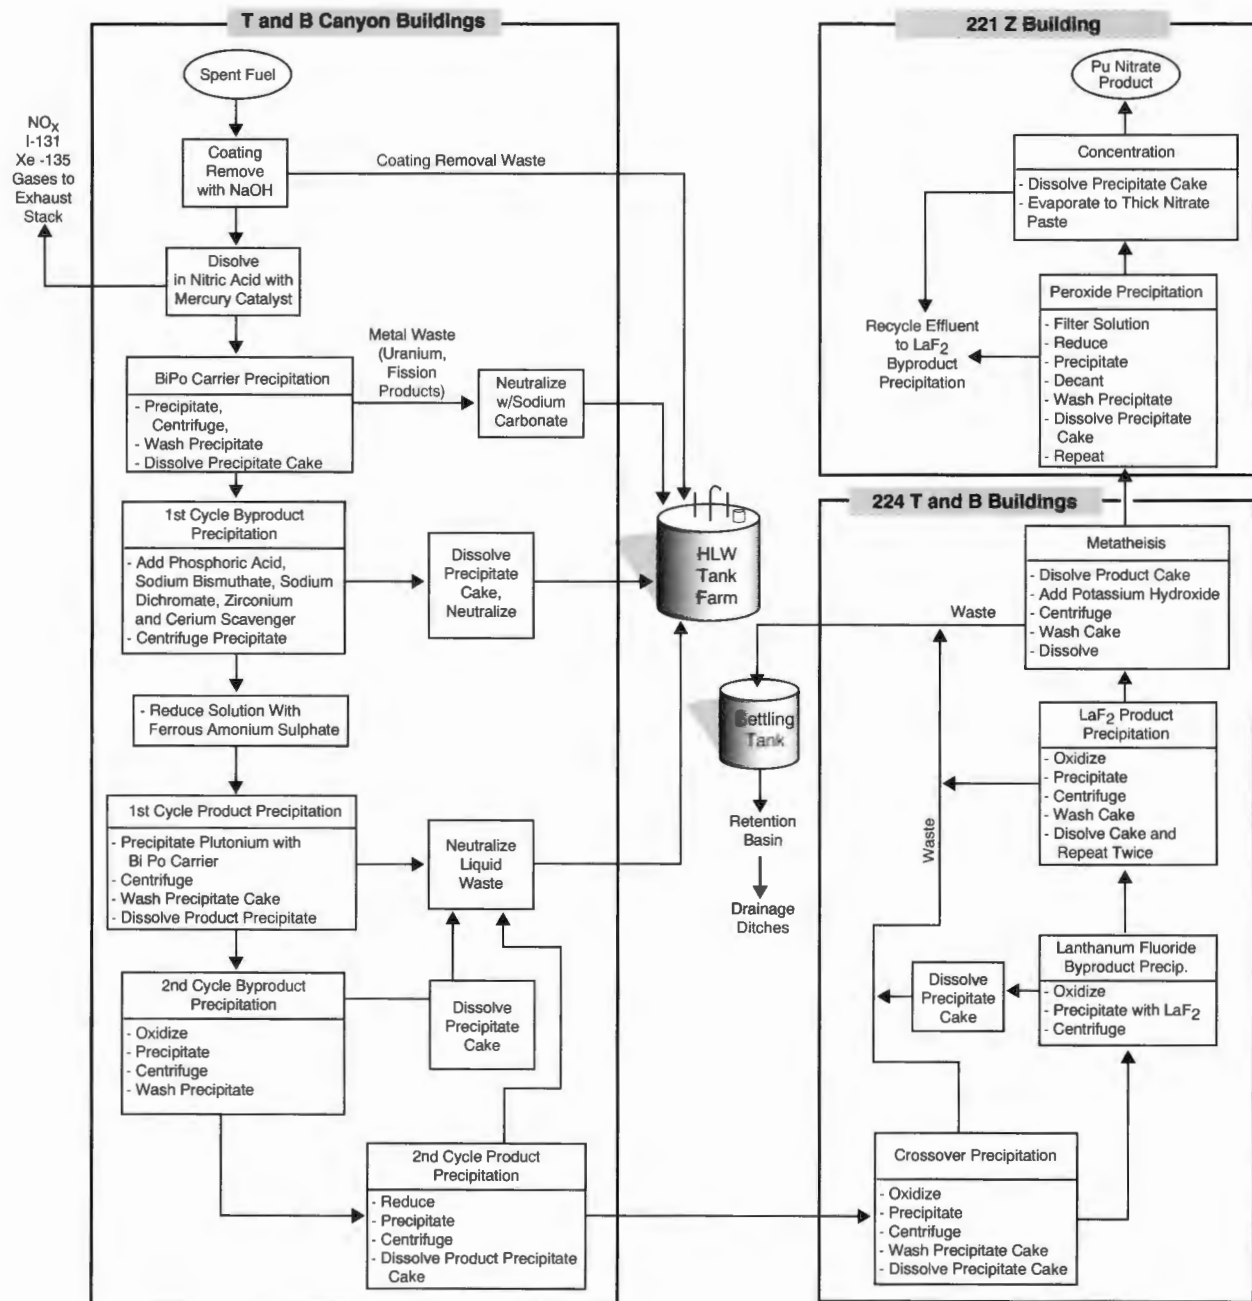 T and B Canyon Buildings
Spent Fuel
NOx
I-131
Xe -135
Gases to
Exhaust
Stack
Coating
Remove
with NaOH
Coating Removal Waste
Disolve
in Nitric Acid with
Mercury Catalyst
Metal Waste
(Uranium,
Fission
Products)
BiPo Carrier Precipitation
- Precipitate,
Centrifuge,
- Wash Precipitate
- Dissolve Precipitate Cake
Neutralize
w/Sodium
Carbonate
1st Cycle Byproduct
Precipitation
- Add Phosphoric Acid,
Sodium Bismuthate, Sodium
Dichromate, Zirconium
and Cerium Scavenger
- Centrifuge Precipitate
Dissolve
Precipitate
Cake,
Neutralize
HLW
Tank
Farm
- Reduce Solution With
Ferrous Amonium Sulphate
1st Cycle Product Precipitation
- Precipitate Plutonium with
Bi Po Carrier
- Centrifuge
- Wash Precipitate Cake
- Dissolve Product Precipitate
Neutralize
Liquid
Waste
2nd Cycle Byproduct
Precipitation
- Oxidize
- Precipitate
- Centrifuge
- Wash Precipitate
Dissolve
Precipitate
Cake
2nd Cycle Product
Precipitation
- Reduce
- Precipitate
- Centrifuge
- Dissolve Product Precipitate
Cake
Settling
Tank
Retention
Basin
Drainage
Ditches
221 Z Building
Pu Nitrate
Product
Concentration
- Dissolve Precipitate Cake
- Evaporate to Thick Nitrate
Paste
Peroxide Precipitation
- Filter Solution
- Reduce
- Precipitate
- Decant
- Wash Precipitate
- Dissolve Precipitate
Cake
- Repeat
Recycle Effluent
to LaF2
Byproduct
Precipitation
224 T and B Buildings
Metatheisis
- Disolve Product Cake
- Add Potassium Hydroxide
- Centrifuge
- Wash Cake
- Dissolve
Waste
LaF2 Product
Precipitation
- Oxidize
- Precipitate
- Centrifuge
- Wash Cake
- Disolve Cake and
Repeat Twice
Waste
Lanthanum Fluoride
Byproduct Precip.
- Oxidize
- Precipitate with LaF2
- Centrifuge
Dissolve
Precipitate
Cake
Crossover Precipitation
- Oxidize
- Precipitate
- Centrifuge
- Wash Precipitate Cake
- Dissolve Precipitate Cake